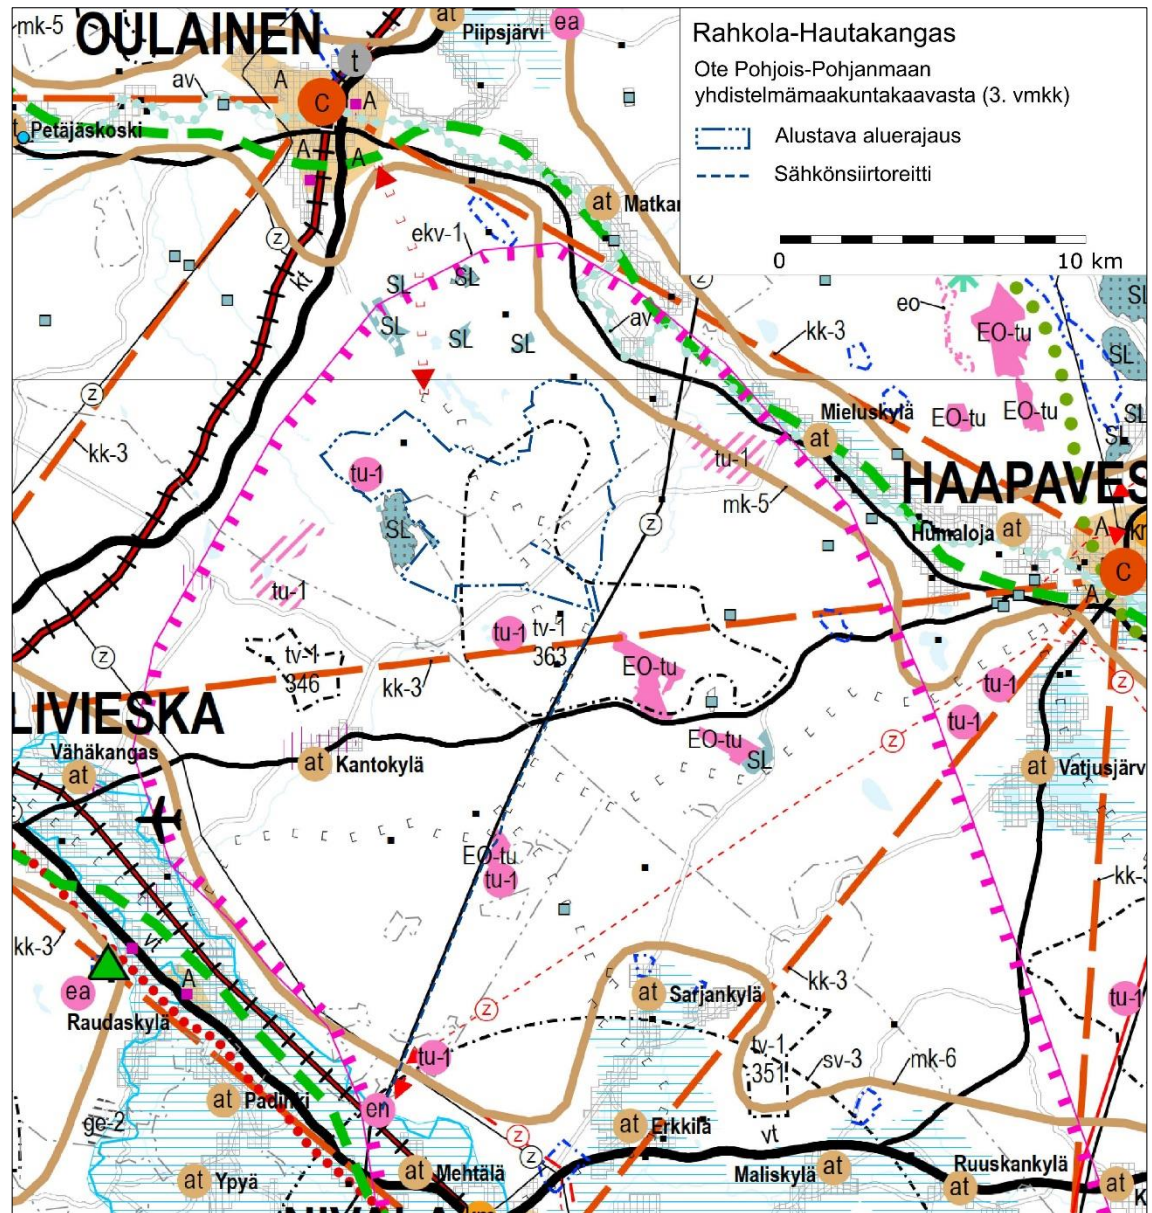 Rahkola-Hautakangas
Ote Pohjois-Pohjanmaan
yhdistelmämaakuntakaavasta (3. vmkk)
Alustava aluerajaus
Sähkönsiirtoreitti
0 10 km
mk-5
OULAINEN
at
Piipsjärvi
ea
t
av
A
C
A
Petäjäskoski
A
A
at
Matkan
z
ekv-1
kt
SL
SL
SL
SL
SL
av
z
kk-3
eo
EO-tu
SL
SL
z
kk-3
EO-tu
EO-tu
SL
SL
Mieluskylä
at
tu-1
tu-1
mk-5
HAAPAVES
SL
z
Humaloja
at
A
kr
C
A
tu-1
tu-1
tv-1
363
tv-1
346
kk-3
EO-tu
z
tu-1
z
tu-1
LIVIESKA
Vähäkangas
at
at
Kantokylä
EO-tu
SL
z
at
Vatjusjärv
EO-tu
tu-1
kk-3
kk-3
vt
A
ea
Raudaskylä
at
Sarjankylä
kk-3
tu-1
z
tu-1
tv-1
351
sv-3
mk-6
at
Padinki
en
ge-2
at
Erkkilä
z
z
vt
at
Ypyä
at
Mehtälä
Maliskylä
at
Ruuskankylä
at
at
K
NIVALA